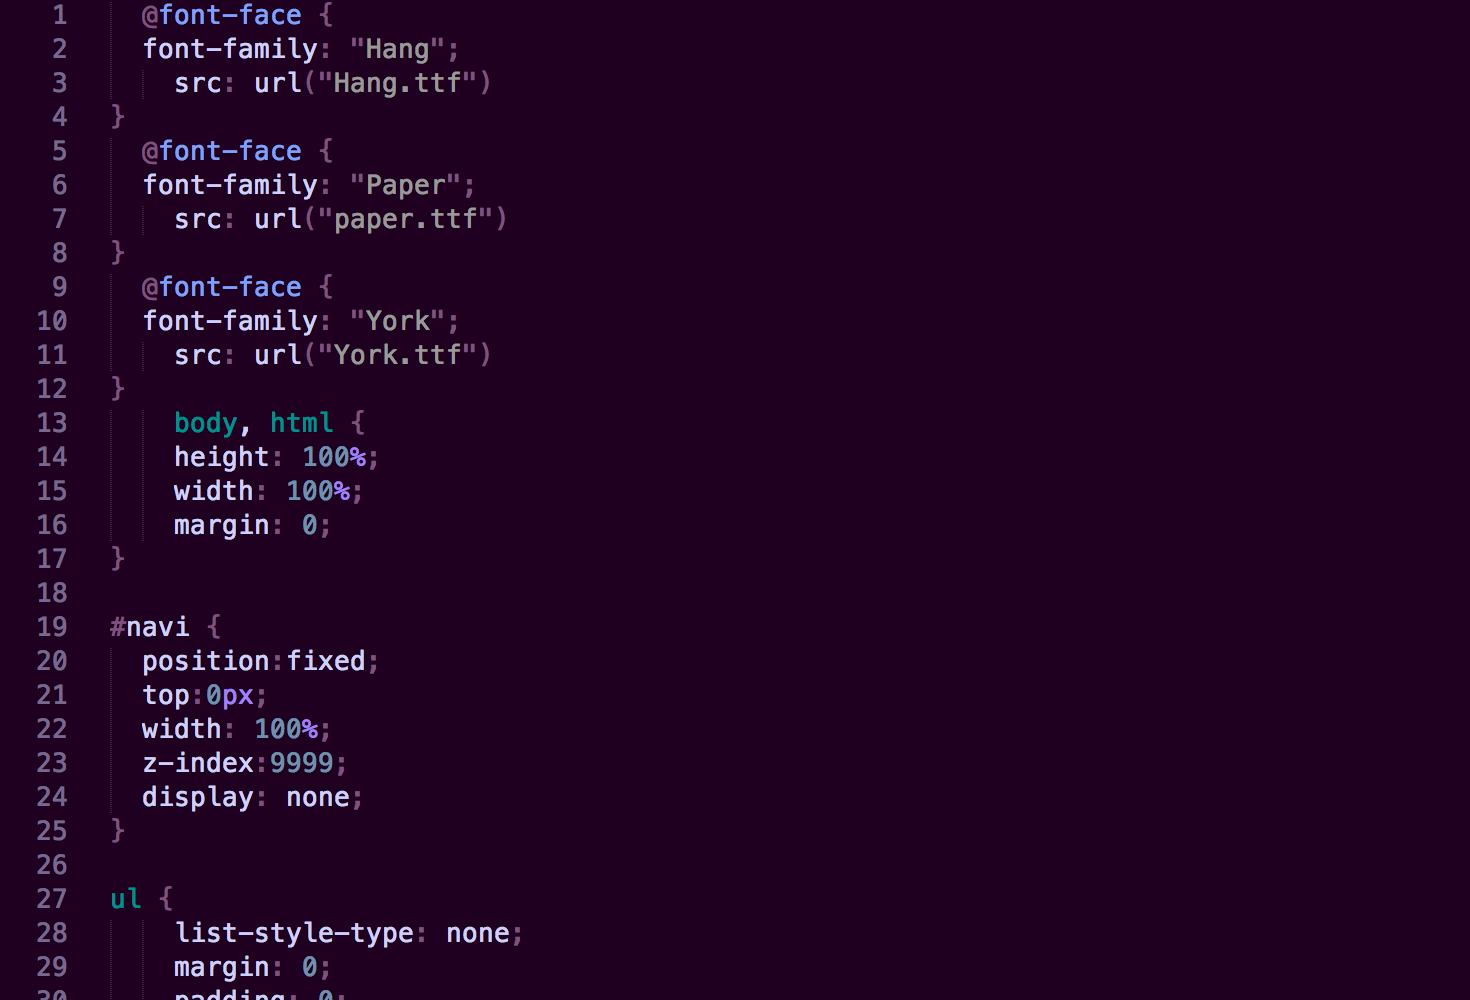 1 @font-face {
2 font-family: "Hang";
3 src: url("Hang.ttf")
4 }
5 @font-face {
6 font-family: "Paper";
7 src: url("paper.ttf")
8 }
9 @font-face {
10 font-family: "York";
11 src: url("York.ttf")
12 }
13 body, html {
14 height: 100%;
15 width: 100%;
16 margin: 0;
17 }
18
19 #navi {
20 position:fixed;
21 top:0px;
22 width: 100%;
23 z-index:9999;
24 display: none;
25 }
26
27 ul {
28 list-style-type: none;
29 margin: 0;
30 padding: 0;